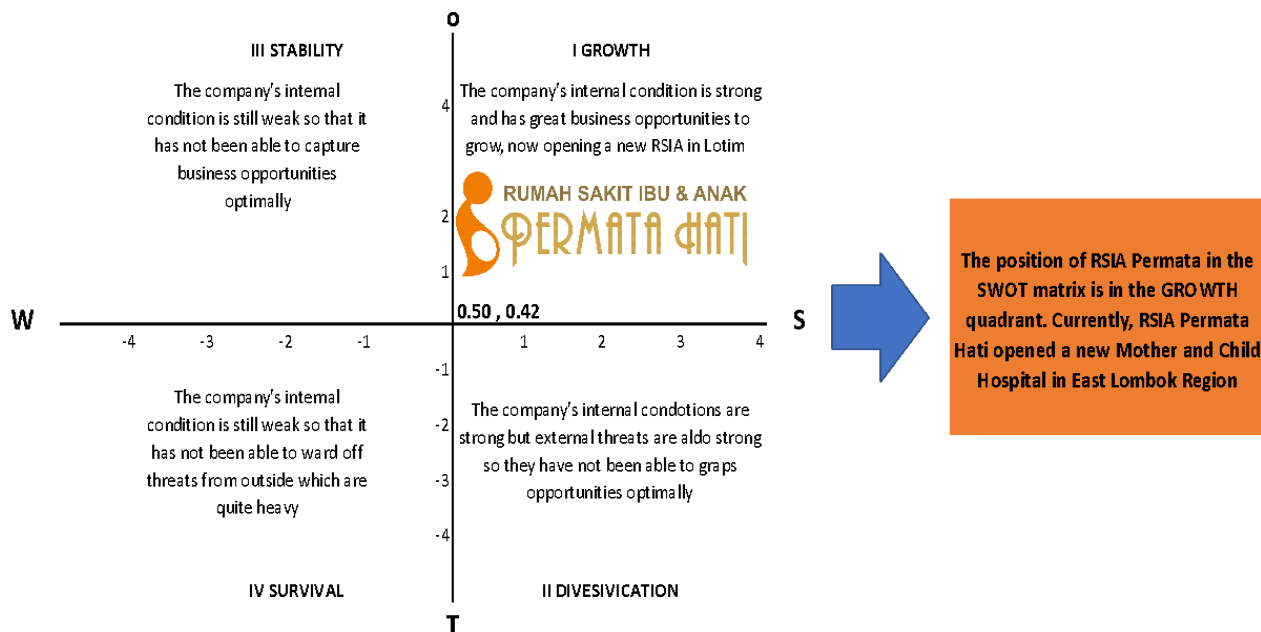 O
III STABILITY
The company's internal
condition is still weak so that it
has not been able to capture
business opportunities
optimally
I GROWTH
The company's internal condition is strong
and has great business opportunities to
grow, now opening a new RSIA in Lotim
RUMAH SAKIT IBU & ANAK
PERMATA HATI
4
2
1
0.50 , 0.42
W
S
-4 -3 -2 -1 1 2 3 4
-1
-2
-3
-4
The company's internal
condition is still weak so that it
has not been able to ward off
threats from outside which are
quite heavy
IV SURVIVAL
The company's internal condotions are
strong but external threats are aldo strong
so they have not been able to graps
opportunities optimally
II DIVESIVICATION
T
The position of RSIA Permata in the
SWOT matrix is in the GROWTH
quadrant. Currently, RSIA Permata
Hati opened a new Mother and Child
Hospital in East Lombok Region